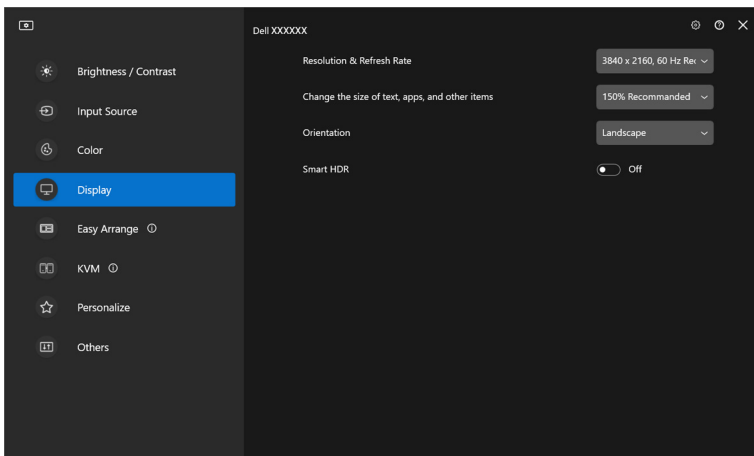 Dell XXXXXX
Brightness / Contrast
Input Source
Color
Display
Easy Arrange
KVM
Personalize
Others
Resolution & Refresh Rate
3840 x 2160, 60 Hz Rec
Change the size of text, apps, and other items
150% Recommanded
Orientation
Landscape
Smart HDR
Off